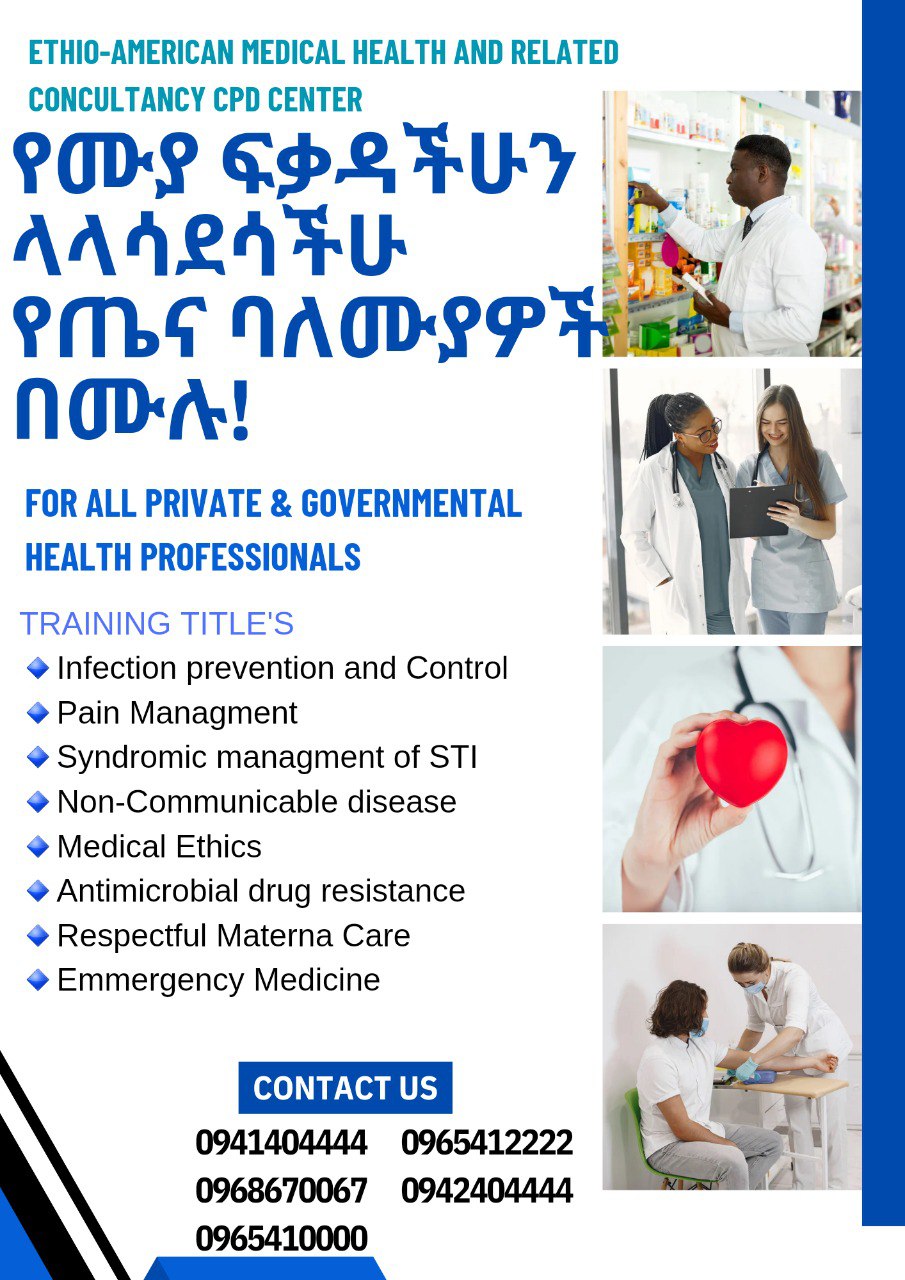 ETHIO-AMERICAN MEDICAL HEALTH AND RELATED
CONCULTANCY CPD CENTER
የሙያ ፍቃዳችሁን
ላላሳደሳችሁ
የጤና ባለሙያዎች
በሙሉ!
FOR ALL PRIVATE & GOVERNMENTAL
HEALTH PROFESSIONALS
TRAINING TITLE'S
Infection prevention and Control
Pain Managment
Syndromic managment of STI
Non-Communicable disease
Medical Ethics
Antimicrobial drug resistance
Respectful Materna Care
Emmergency Medicine
CONTACT US
0941404444 0965412222
0968670067 0942404444
0965410000